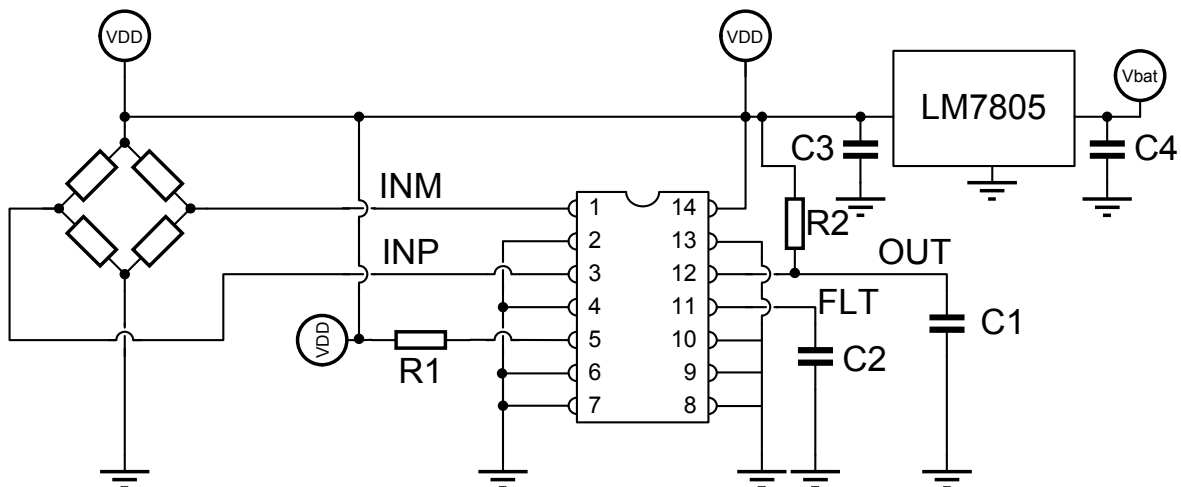 VDD
VDD
Vbat
LM7805
C3
C4
INM
1
14
R2
2
13
INP
3
12
OUT
4
11
FLT
VDD
R1
5
10
C1
C2
6
9
7
8